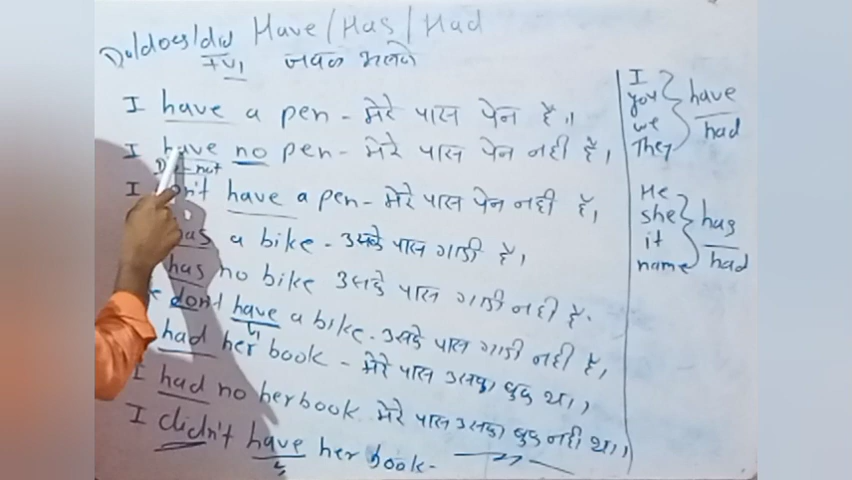 Have/Has/Had
Do/does/did
+V1
I have a pen - मेरे पास पेन है।।
I have no pen - मेरे पास पेन नही है।
not
I don't have a pen - मेरे पास पेन नही है।
has a bike - उसके पास गाडी है।
has no bike उसके पास गाडी नही है.
don't have a bike. उसके पास गाडी नही है।
had her book - मेरे पास उसका बुक था।।
I had no her book. मेरे पास उसका बुक नही था।।
I didn't have her book -
I
you
we
They
have
had
He
she
it
name
has
had